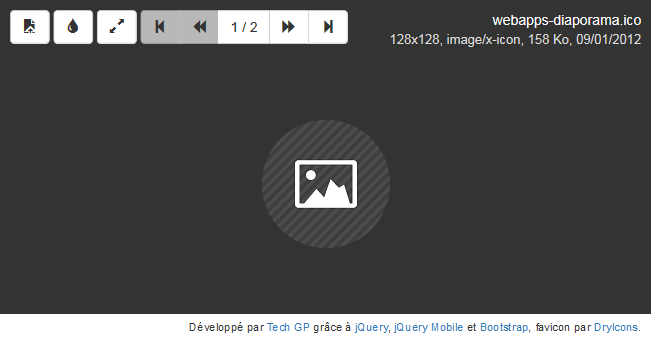 1 / 2
webapps-diaporama.ico
128x128, image/x-icon, 158 Ko, 09/01/2012
Développé par Tech GP grâce à jQuery, jQuery Mobile et Bootstrap, favicon par DryIcons.